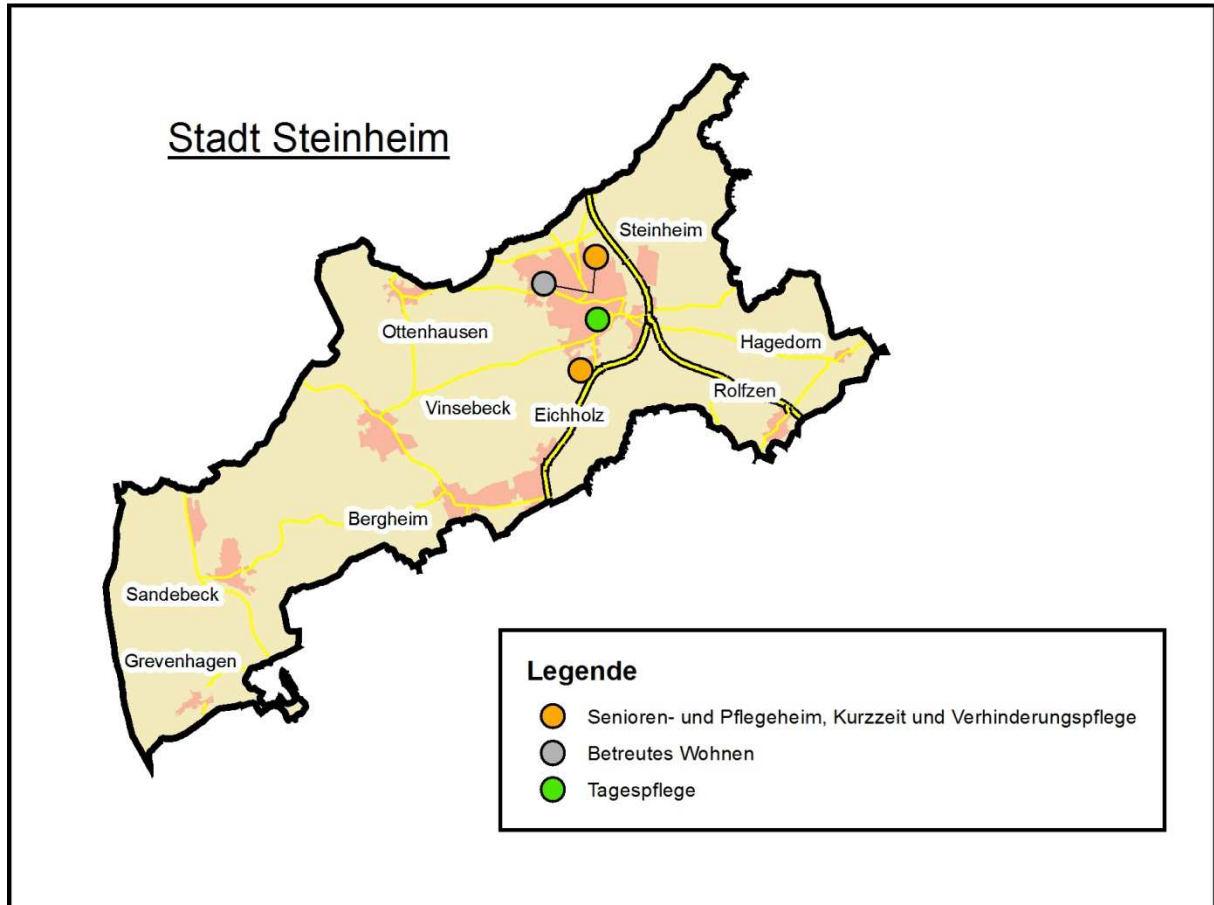 Stadt Steinheim
Steinheim
Ottenhausen
Hagedorn
Rolfzen
Vinsebeck
Eichholz
Bergheim
Sandebeck
Grevenhagen
Legende
Senioren- und Pflegeheim, Kurzzeit und Verhinderungspflege
Betreutes Wohnen
Tagespflege